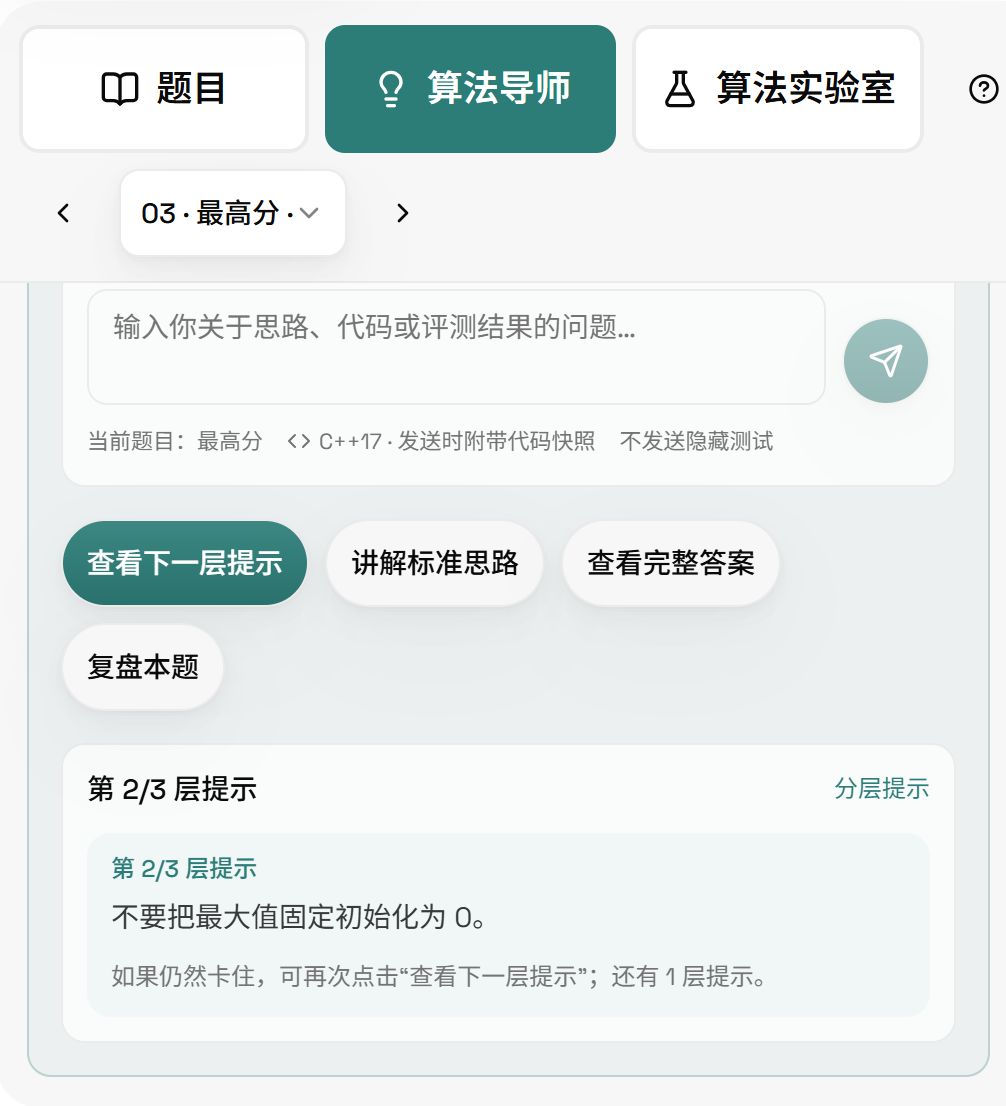 题目
算法导师
算法实验室
03 · 最高分 ·
输入你关于思路、代码或评测结果的问题...
当前题目：最高分 <> C++17 · 发送时附带代码快照 不发送隐藏测试
查看下一层提示
讲解标准思路
查看完整答案
复盘本题
第 2/3 层提示
分层提示
第 2/3 层提示
不要把最大值固定初始化为 0。
如果仍然卡住，可再次点击“查看下一层提示”；还有 1 层提示。